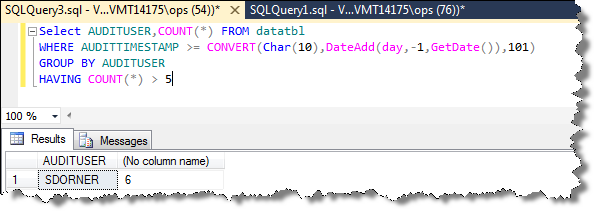 SQLQuery3.sql - V...VMT14175\ops (54))* SQLQuery1.sql - V...VMT14175\ops (76))*
Select AUDITUSER,COUNT(*) FROM datatbl
WHERE AUDITTIMESTAMP >= CONVERT(Char(10),DateAdd(day,-1,GetDate()),101)
GROUP BY AUDITUSER
HAVING COUNT(*) > 5
100 %
Results Messages
AUDITUSER (No column name)
1 SDORNER 6